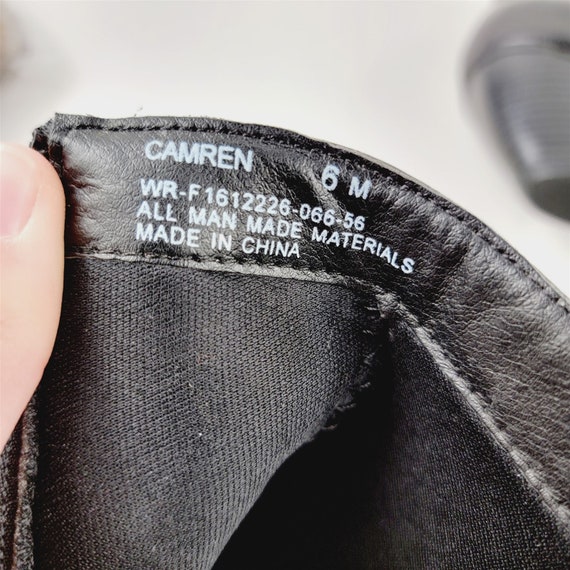 CAMREN 6 M
WR-F1612226-066-56
ALL MAN MADE MATERIALS
MADE IN CHINA